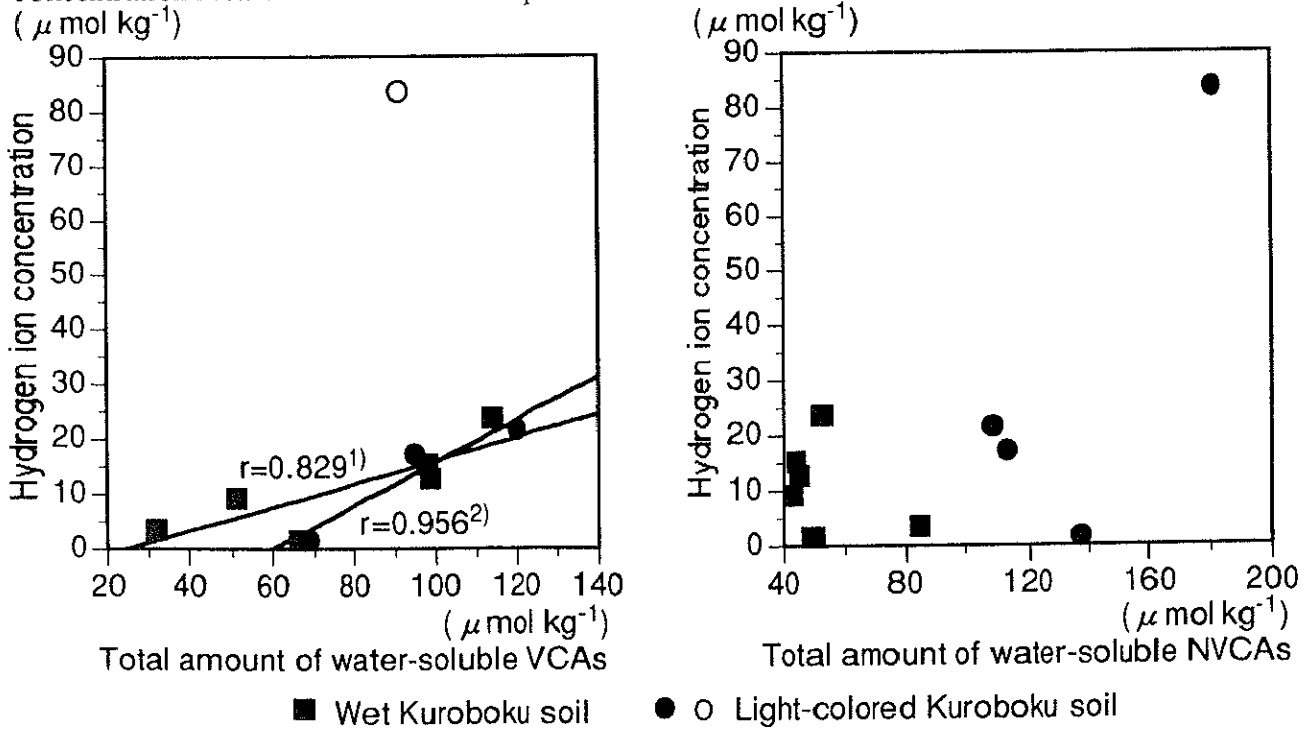 (μ mol kg⁻¹)
Hydrogen ion concentration
90
80
70
60
50
40
30
20
10
0
r=0.829¹⁾
r=0.956²⁾
20 40 60 80 100 120 140
(μ mol kg⁻¹)
Total amount of water-soluble VCAs
(μ mol kg⁻¹)
Hydrogen ion concentration
90
80
70
60
50
40
30
20
10
0
40 80 120 160 200
(μ mol kg⁻¹)
Total amount of water-soluble NVCAs
■ Wet Kuroboku soil ● ○ Light-colored Kuroboku soil